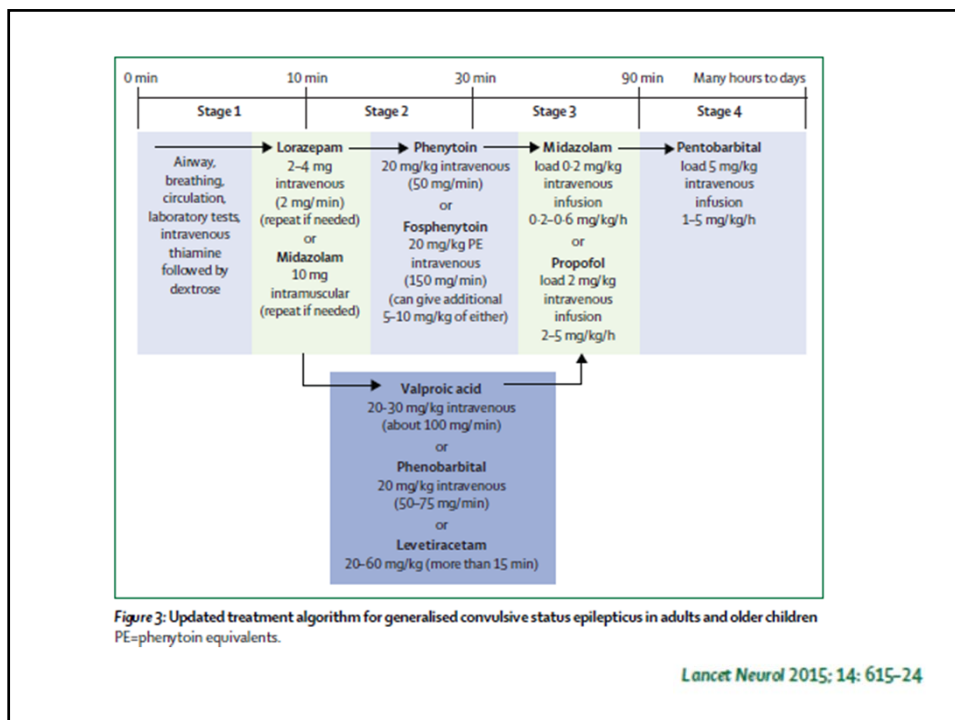 0 min 10 min 30 min 90 min Many hours to days
Stage 1 Stage 2 Stage 3 Stage 4
Airway,
breathing,
circulation,
laboratory tests,
intravenous
thiamine
followed by
dextrose
Lorazepam
2–4 mg
intravenous
(2 mg/min)
(repeat if needed)
or
Midazolam
10 mg
intramuscular
(repeat if needed)
Phenytoin
20 mg/kg intravenous
(50 mg/min)
or
Fosphenytoin
20 mg/kg PE
intravenous
(150 mg/min)
(can give additional
5–10 mg/kg of either)
Midazolam
load 0·2 mg/kg
intravenous
infusion
0·2–0·6 mg/kg/h
or
Propofol
load 2 mg/kg
intravenous
infusion
2–5 mg/kg/h
Pentobarbital
load 5 mg/kg
intravenous
infusion
1–5 mg/kg/h
Valproic acid
20-30 mg/kg intravenous
(about 100 mg/min)
or
Phenobarbital
20 mg/kg intravenous
(50–75 mg/min)
or
Levetiracetam
20–60 mg/kg (more than 15 min)
Figure 3: Updated treatment algorithm for generalised convulsive status epilepticus in adults and older children
PE=phenytoin equivalents.
Lancet Neurol 2015; 14: 615–24